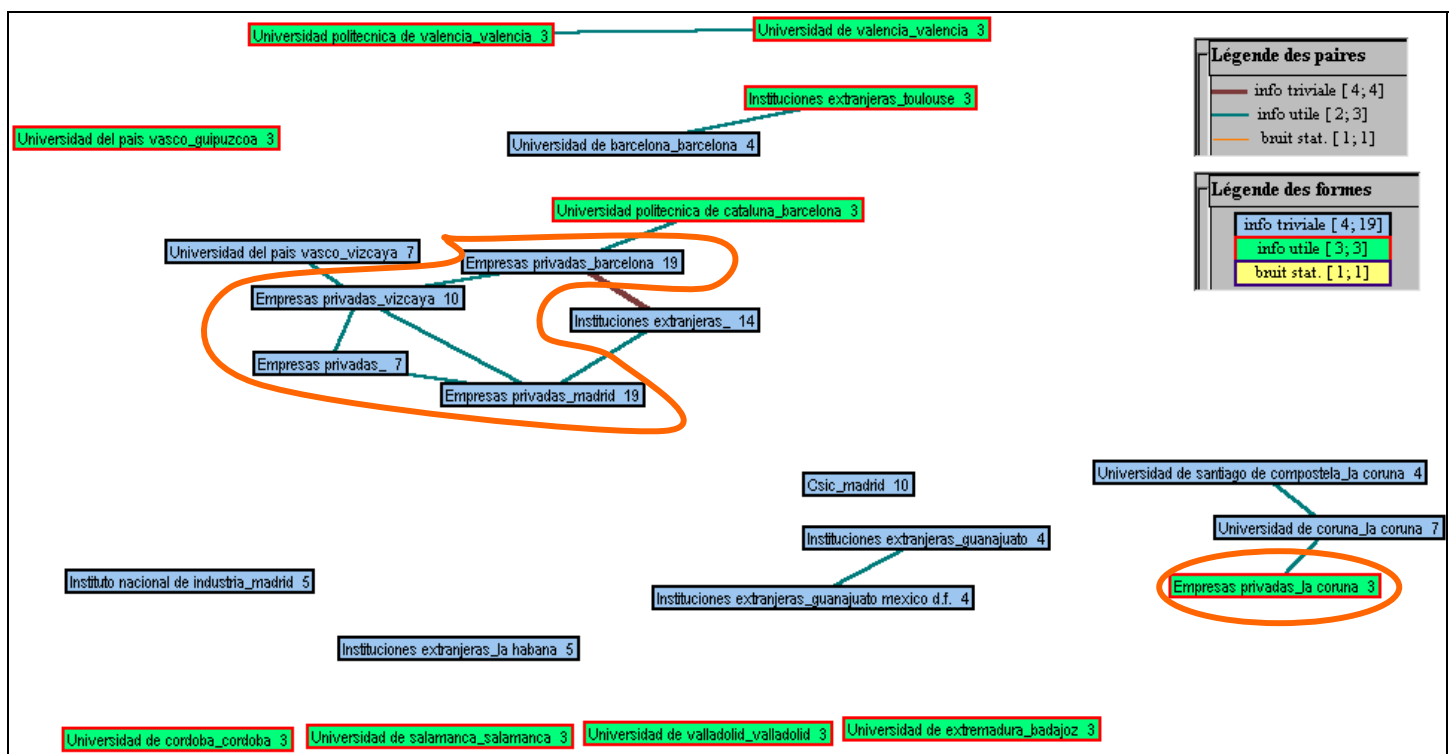 Universidad politecnica de valencia_valencia 3
Universidad de valencia_valencia 3
Légende des paires
info triviale [ 4; 4]
info utile [ 2; 3]
bruit stat. [ 1; 1]
Instituciones extranjeras_toulouse 3
Universidad del pais vasco_guipuzcoa 3
Universidad de barcelona_barcelona 4
Légende des formes
info triviale [ 4; 19]
info utile [ 3; 3]
bruit stat. [ 1; 1]
Universidad politecnica de cataluna_barcelona 3
Universidad del pais vasco_vizcaya 7
Empresas privadas_barcelona 19
Empresas privadas_vizcaya 10
Instituciones extranjeras_ 14
Empresas privadas_ 7
Empresas privadas_madrid 19
Universidad de santiago de compostela_la coruna 4
Csic_madrid 10
Universidad de coruna_la coruna 7
Instituciones extranjeras_guanajuato 4
Instituto nacional de industria_madrid 5
Empresas privadas_la coruna 3
Instituciones extranjeras_guanajuato mexico d.f. 4
Instituciones extranjeras_la habana 5
Universidad de cordoba_cordoba 3
Universidad de salamanca_salamanca 3
Universidad de valladolid_valladolid 3
Universidad de extremadura_badajoz 3